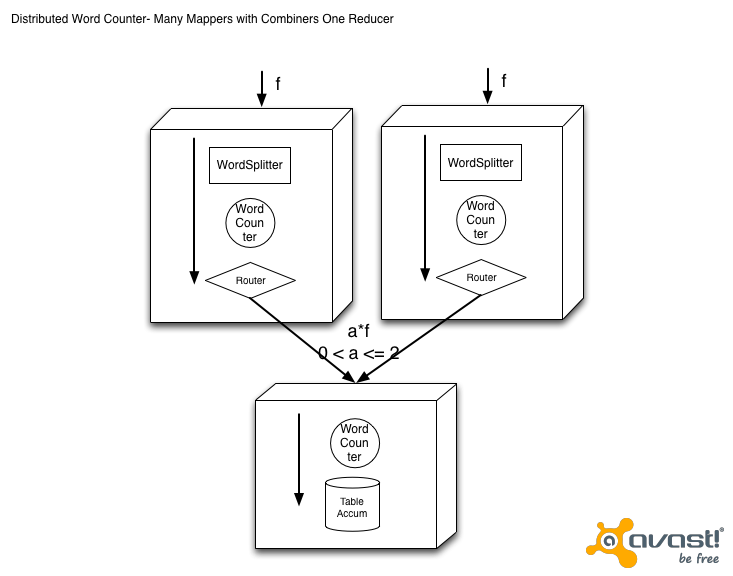 Distributed Word Counter- Many Mappers with Combiners One Reducer
f
f
WordSplitter
WordSplitter
Word
Coun
ter
Word
Coun
ter
Router
Router
a*f
0 < a <= 2
Word
Coun
ter
Table
Accum
avast!®
be free